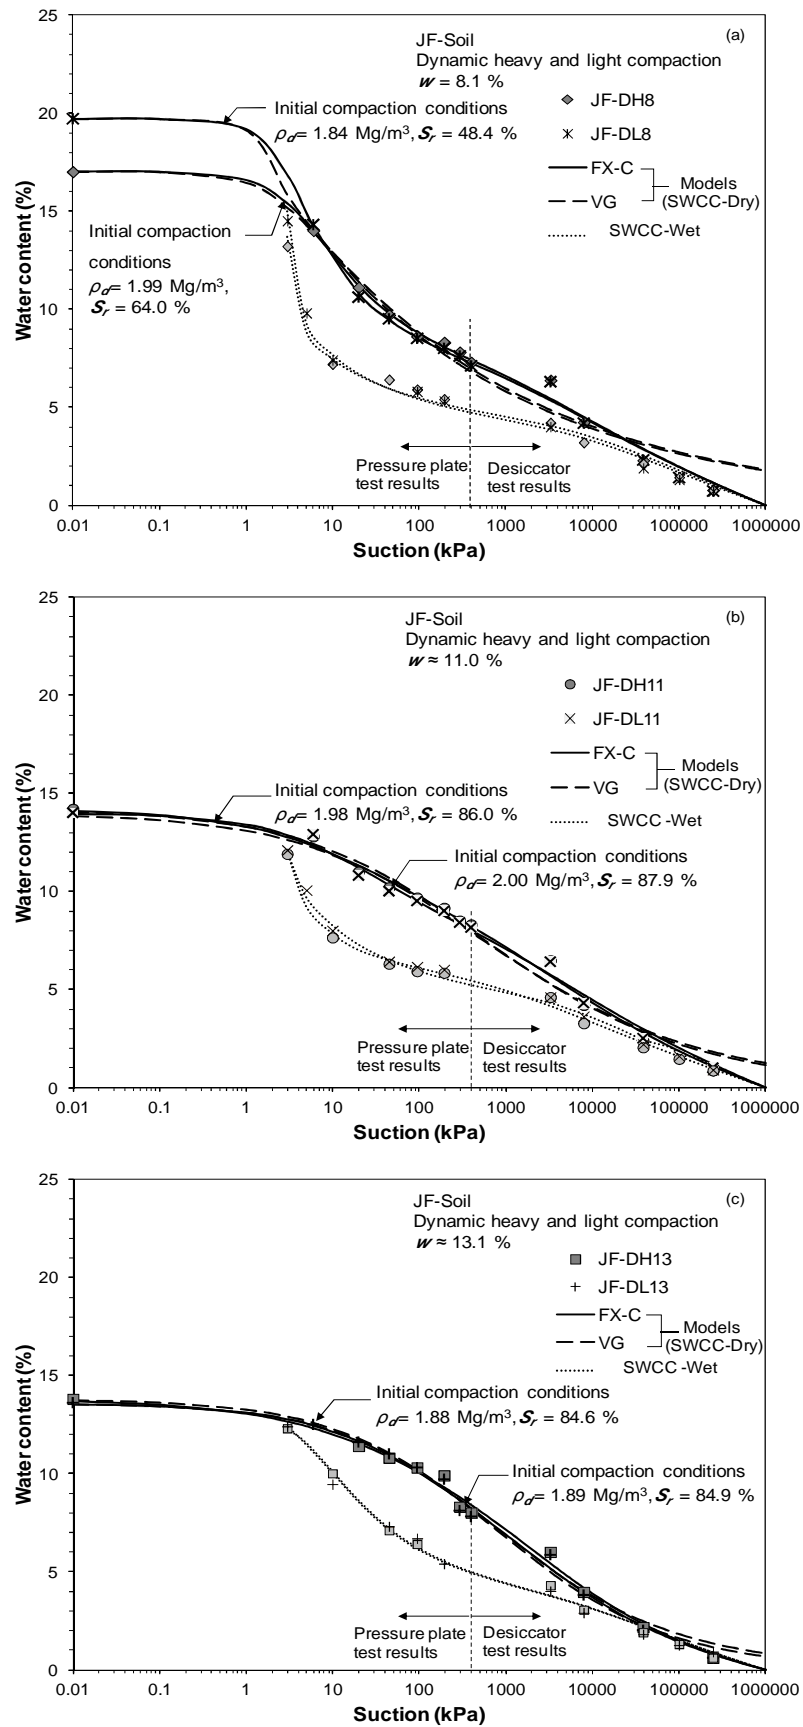 (a)
JF-Soil
Dynamic heavy and light compaction
w = 8.1 %
JF-DH8
JF-DL8
FX-C
VG
Models
(SWCC-Dry)
SWCC-Wet
Initial compaction conditions
ρd= 1.84 Mg/m³, Sr = 48.4 %
Initial compaction
conditions
ρd= 1.99 Mg/m³,
Sr = 64.0 %
Pressure plate
test results
Desiccator
test results
Water content (%)
25
20
15
10
5
0
0.01 0.1 1 10 100 1000 10000 100000 1000000
Suction (kPa)
(b)
JF-Soil
Dynamic heavy and light compaction
w ≈ 11.0 %
JF-DH11
JF-DL11
FX-C
VG
Models
(SWCC-Dry)
SWCC-Wet
Initial compaction conditions
ρd= 1.98 Mg/m³, Sr = 86.0 %
Initial compaction conditions
ρd= 2.00 Mg/m³, Sr = 87.9 %
Pressure plate
test results
Desiccator
test results
Water content (%)
25
20
15
10
5
0
0.01 0.1 1 10 100 1000 10000 100000 1000000
Suction (kPa)
(c)
JF-Soil
Dynamic heavy and light compaction
w ≈ 13.1 %
JF-DH13
JF-DL13
FX-C
VG
Models
(SWCC-Dry)
SWCC-Wet
Initial compaction conditions
ρd= 1.88 Mg/m³, Sr = 84.6 %
Initial compaction conditions
ρd= 1.89 Mg/m³, Sr = 84.9 %
Pressure plate
test results
Desiccator
test results
Water content (%)
25
20
15
10
5
0
0.01 0.1 1 10 100 1000 10000 100000 1000000
Suction (kPa)